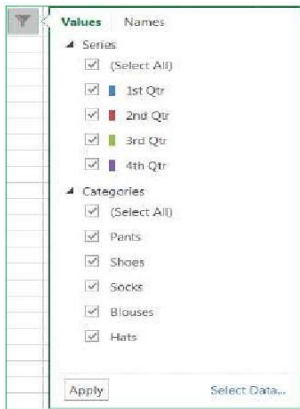 Values Names
Series
(Select All)
1st Qtr
2nd Qtr
3rd Qtr
4th Qtr
Categories
(Select All)
Pants
Shoes
Socks
Blouses
Hats
Apply Select Data...